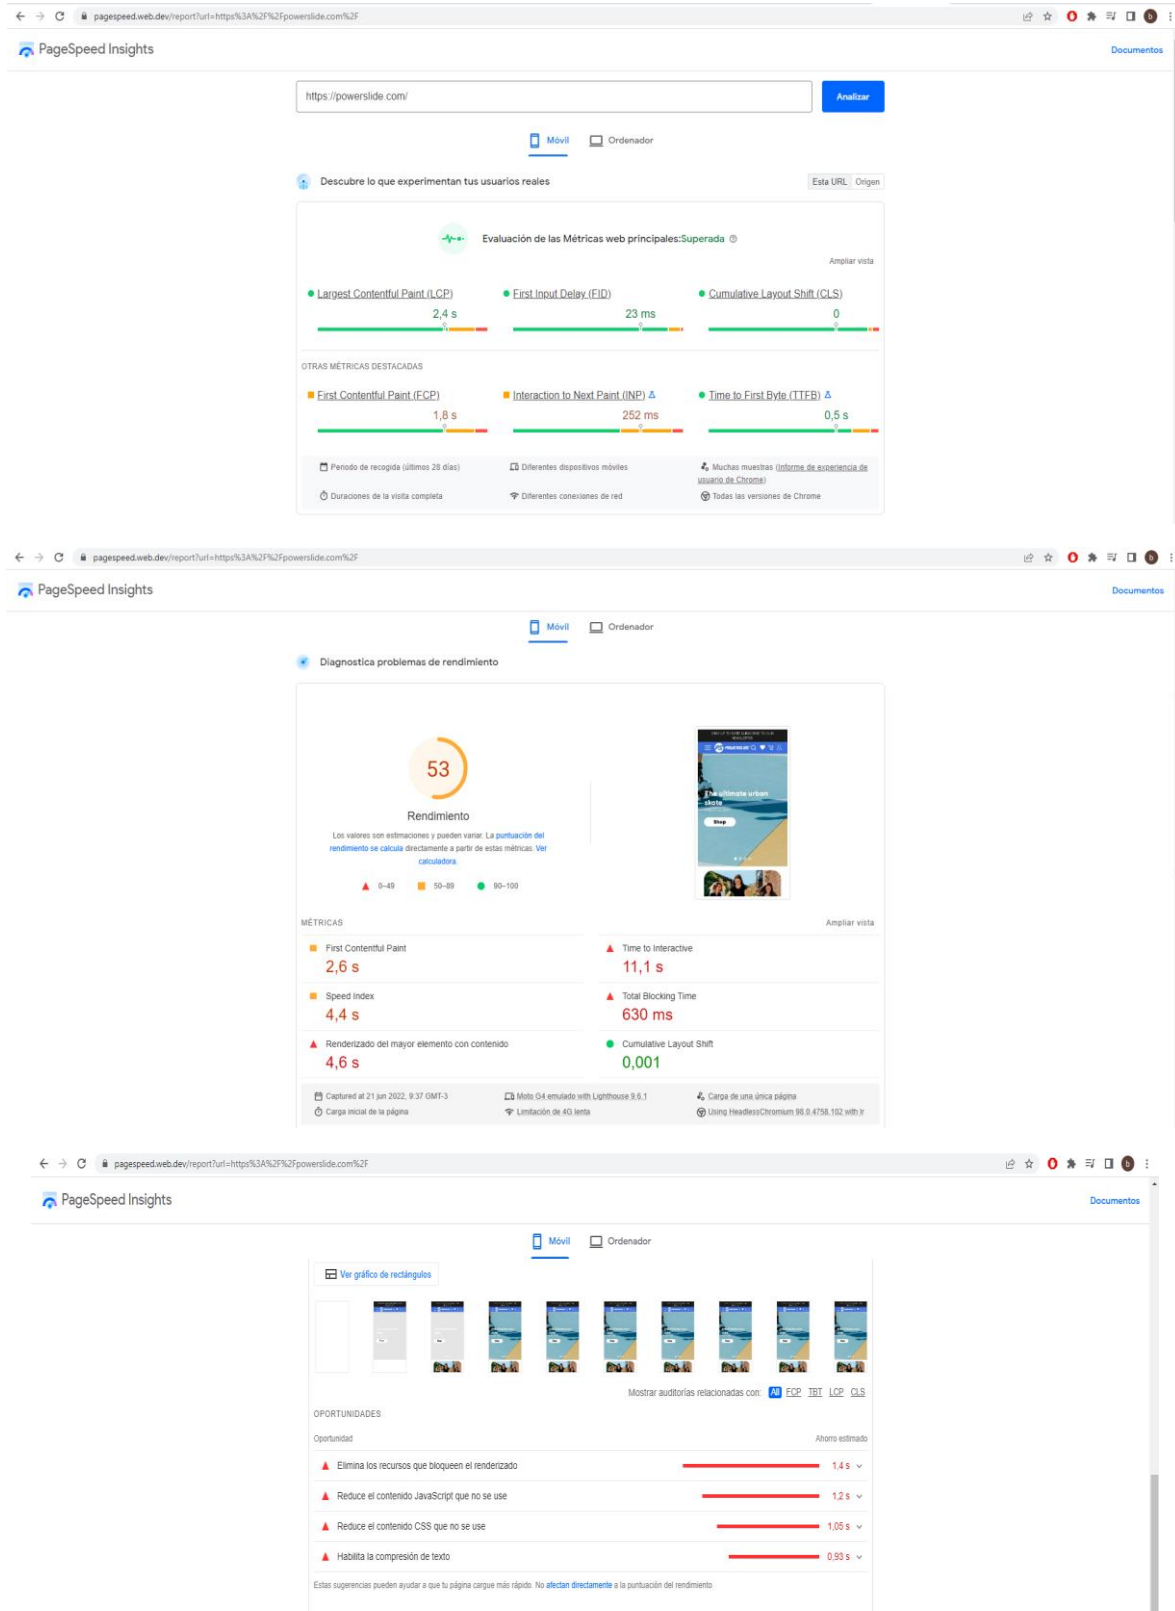 pagespeed.web.dev/report?url=https%3A%2F%2Fpowerslide.com%2F
PageSpeed Insights
Documentos
https://powerslide.com/
Analizar
Móvil
Ordenador
Descubre lo que experimentan tus usuarios reales
Esta URL Origen
Evaluación de las Métricas web principales:Superada
Ampliar vista
Largest Contentful Paint (LCP)
2,4 s
First Input Delay (FID)
23 ms
Cumulative Layout Shift (CLS)
0
OTRAS MÉTRICAS DESTACADAS
First Contentful Paint (FCP)
1,8 s
Interaction to Next Paint (INP)
252 ms
Time to First Byte (TTFB)
0,5 s
Periodo de recogida (últimos 28 días)
Diferentes dispositivos móviles
Muchas muestras (Informe de experiencia de
usuario de Chrome)
Duraciones de la visita completa
Diferentes conexiones de red
Todas las versiones de Chrome
pagespeed.web.dev/report?url=https%3A%2F%2Fpowerslide.com%2F
PageSpeed Insights
Documentos
Móvil
Ordenador
Diagnostica problemas de rendimiento
53
Rendimiento
Los valores son estimaciones y pueden variar. La puntuación del
rendimiento se calcula directamente a partir de estas métricas. Ver
calculadora.
0–49
50–89
90–100
The ultimate urban
skate
Shop
MÉTRICAS
Ampliar vista
First Contentful Paint
2,6 s
Time to Interactive
11,1 s
Speed Index
4,4 s
Total Blocking Time
630 ms
Renderizado del mayor elemento con contenido
4,6 s
Cumulative Layout Shift
0,001
Captured at 21 jun 2022, 9:37 GMT-3
Moto G4 emulado with Lighthouse 9.6.1
Carga de una única página
Carga inicial de la página
Limitación de 4G lenta
Using HeadlessChromium 98.0.4758.102 with lr
pagespeed.web.dev/report?url=https%3A%2F%2Fpowerslide.com%2F
PageSpeed Insights
Documentos
Móvil
Ordenador
Ver gráfico de rectángulos
Mostrar auditorías relacionadas con: All FCP TBT LCP CLS
OPORTUNIDADES
Oportunidad
Ahorro estimado
Elimina los recursos que bloqueen el renderizado
1,4 s
Reduce el contenido JavaScript que no se use
1,2 s
Reduce el contenido CSS que no se use
1,05 s
Habilita la compresión de texto
0,93 s
Estas sugerencias pueden ayudar a que tu página cargue más rápido. No afectan directamente a la puntuación del rendimiento